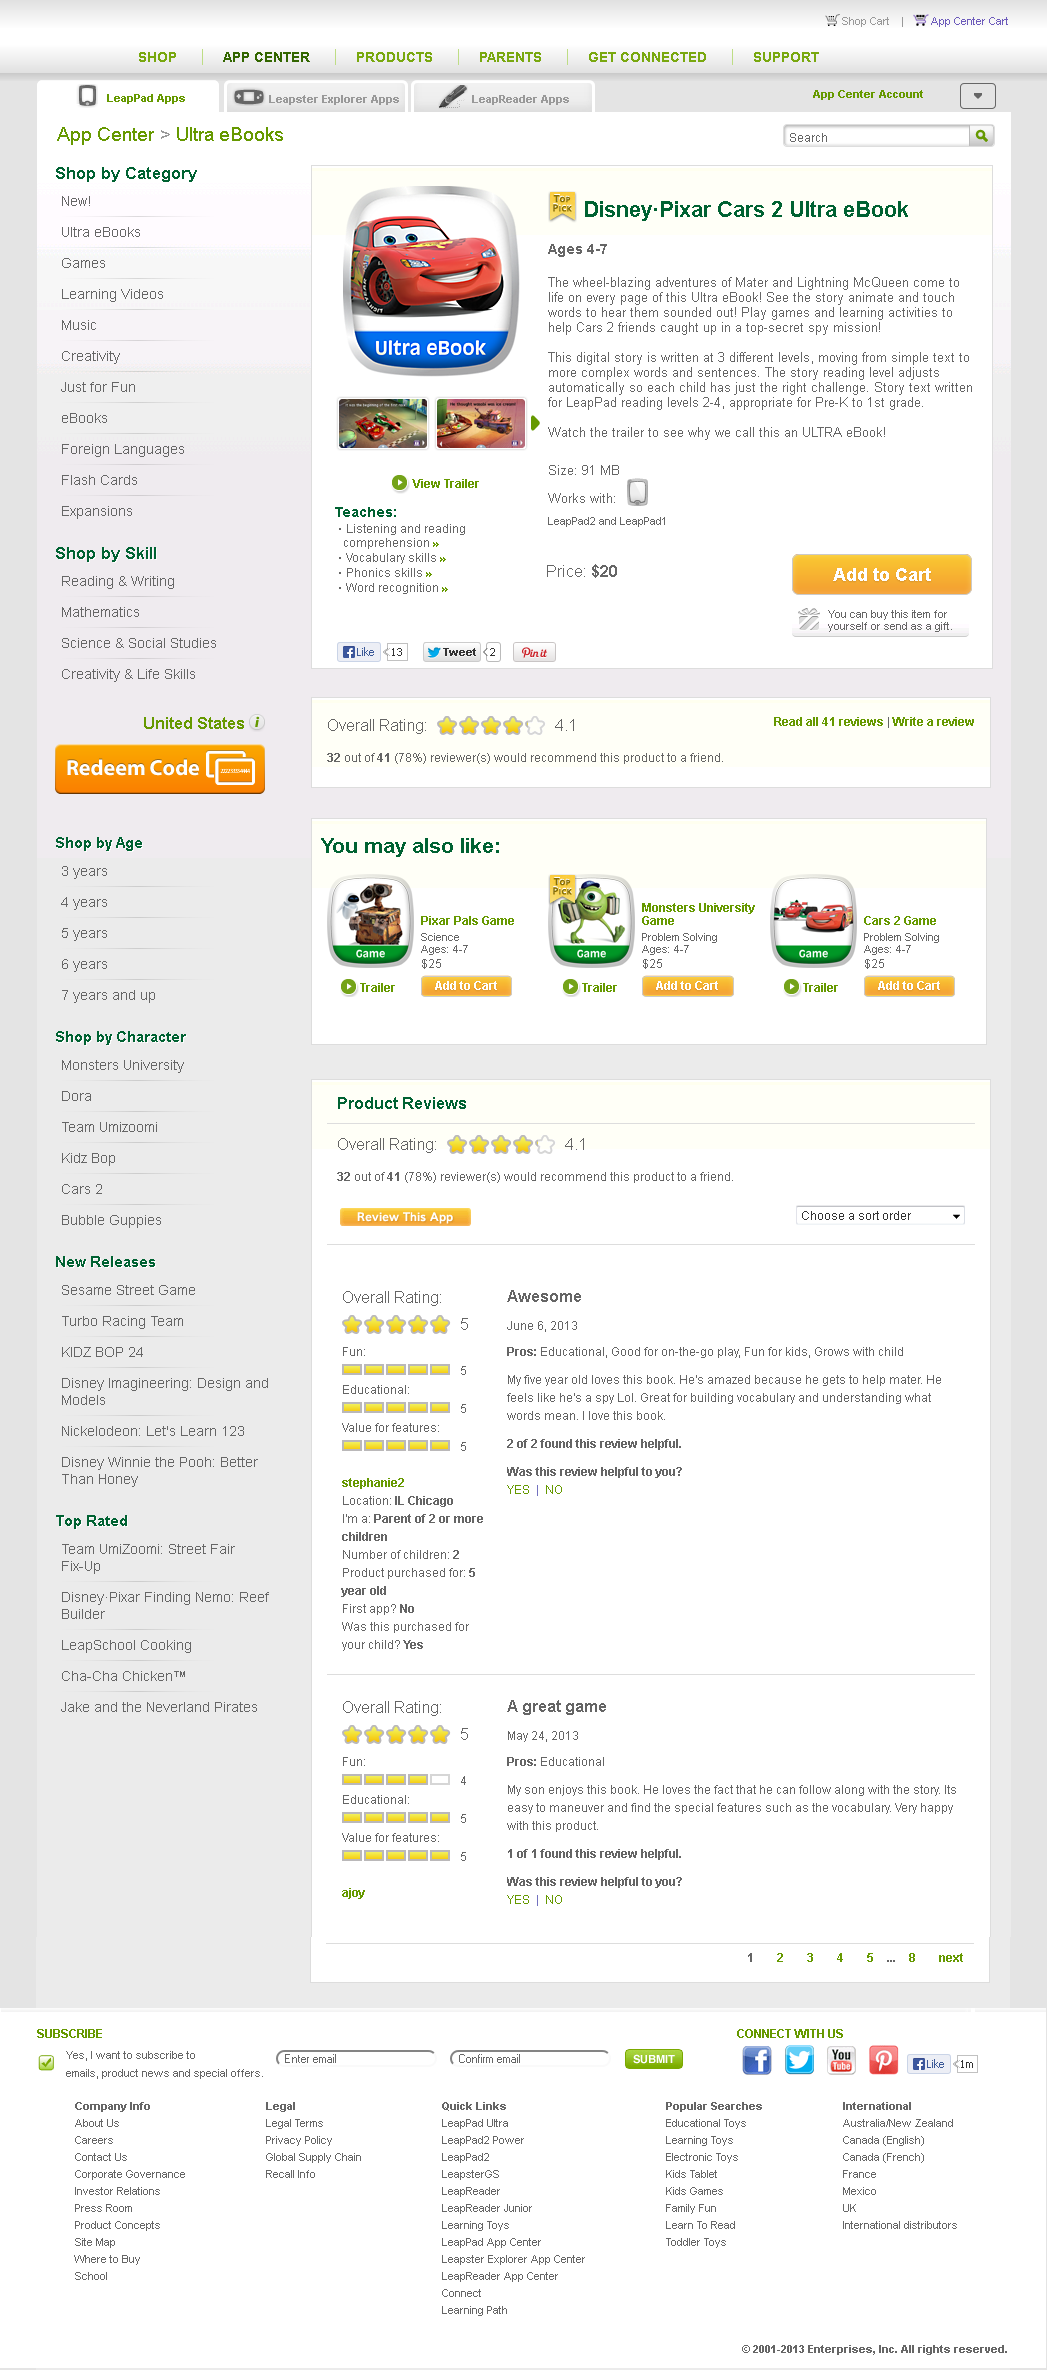 Shop Cart | App Center Cart
SHOP
APP CENTER
PRODUCTS
PARENTS
GET CONNECTED
SUPPORT
LeapPad Apps
Leapster Explorer Apps
LeapReader Apps
App Center Account
App Center > Ultra eBooks
Search
Shop by Category
New!
Ultra eBooks
Games
Learning Videos
Music
Creativity
Just for Fun
eBooks
Foreign Languages
Flash Cards
Expansions
Shop by Skill
Reading & Writing
Mathematics
Science & Social Studies
Creativity & Life Skills
United States i
Redeem Code
Shop by Age
3 years
4 years
5 years
6 years
7 years and up
Shop by Character
Monsters University
Dora
Team Umizoomi
Kidz Bop
Cars 2
Bubble Guppies
New Releases
Sesame Street Game
Turbo Racing Team
KIDZ BOP 24
Disney Imagineering: Design and
Models
Nickelodeon: Let's Learn 123
Disney Winnie the Pooh: Better
Than Honey
Top Rated
Team UmiZoomi: Street Fair
Fix-Up
Disney·Pixar Finding Nemo: Reef
Builder
LeapSchool Cooking
Cha-Cha Chicken™
Jake and the Neverland Pirates
Ultra eBook
View Trailer
Teaches:
· Listening and reading
comprehension »
· Vocabulary skills »
· Phonics skills »
· Word recognition »
TOP
PICK
Disney·Pixar Cars 2 Ultra eBook
Ages 4-7
The wheel-blazing adventures of Mater and Lightning McQueen come to
life on every page of this Ultra eBook! See the story animate and touch
words to hear them sounded out! Play games and learning activities to
help Cars 2 friends caught up in a top-secret spy mission!
This digital story is written at 3 different levels, moving from simple text to
more complex words and sentences. The story reading level adjusts
automatically so each child has just the right challenge. Story text written
for LeapPad reading levels 2-4, appropriate for Pre-K to 1st grade.
Watch the trailer to see why we call this an ULTRA eBook!
Size: 91 MB
Works with:
LeapPad2 and LeapPad1
Price: $20
Add to Cart
You can buy this item for
yourself or send as a gift.
Like 13
Tweet 2
Pin it
Overall Rating: 4.1
Read all 41 reviews | Write a review
32 out of 41 (78%) reviewer(s) would recommend this product to a friend.
You may also like:
Game
Pixar Pals Game
Science
Ages: 4-7
$25
Trailer
Add to Cart
TOP
PICK
Game
Monsters University
Game
Problem Solving
Ages: 4-7
$25
Trailer
Add to Cart
Game
Cars 2 Game
Problem Solving
Ages: 4-7
$25
Trailer
Add to Cart
Product Reviews
Overall Rating: 4.1
32 out of 41 (78%) reviewer(s) would recommend this product to a friend.
Review This App
Choose a sort order
Overall Rating:
5
Fun:
5
Educational:
5
Value for features:
5
stephanie2
Location: IL Chicago
I'm a: Parent of 2 or more
children
Number of children: 2
Product purchased for: 5
year old
First app? No
Was this purchased for
your child? Yes
Awesome
June 6, 2013
Pros: Educational, Good for on-the-go play, Fun for kids, Grows with child
My five year old loves this book. He's amazed because he gets to help mater. He
feels like he's a spy Lol. Great for building vocabulary and understanding what
words mean. I love this book.
2 of 2 found this review helpful.
Was this review helpful to you?
YES | NO
Overall Rating:
5
Fun:
4
Educational:
5
Value for features:
5
ajoy
A great game
May 24, 2013
Pros: Educational
My son enjoys this book. He loves the fact that he can follow along with the story. Its
easy to maneuver and find the special features such as the vocabulary. Very happy
with this product.
1 of 1 found this review helpful.
Was this review helpful to you?
YES | NO
1 2 3 4 5 ... 8 next
SUBSCRIBE
Yes, I want to subscribe to
emails, product news and special offers.
Enter email
Confirm email
SUBMIT
CONNECT WITH US
You
Tube
Like 1m
Company Info
About Us
Careers
Contact Us
Corporate Governance
Investor Relations
Press Room
Product Concepts
Site Map
Where to Buy
School
Legal
Legal Terms
Privacy Policy
Global Supply Chain
Recall Info
Quick Links
LeapPad Ultra
LeapPad2 Power
LeapPad2
LeapsterGS
LeapReader
LeapReader Junior
Learning Toys
LeapPad App Center
Leapster Explorer App Center
LeapReader App Center
Connect
Learning Path
Popular Searches
Educational Toys
Learning Toys
Electronic Toys
Kids Tablet
Kids Games
Family Fun
Learn To Read
Toddler Toys
International
Australia/New Zealand
Canada (English)
Canada (French)
France
Mexico
UK
International distributors
© 2001-2013 Enterprises, Inc. All rights reserved.